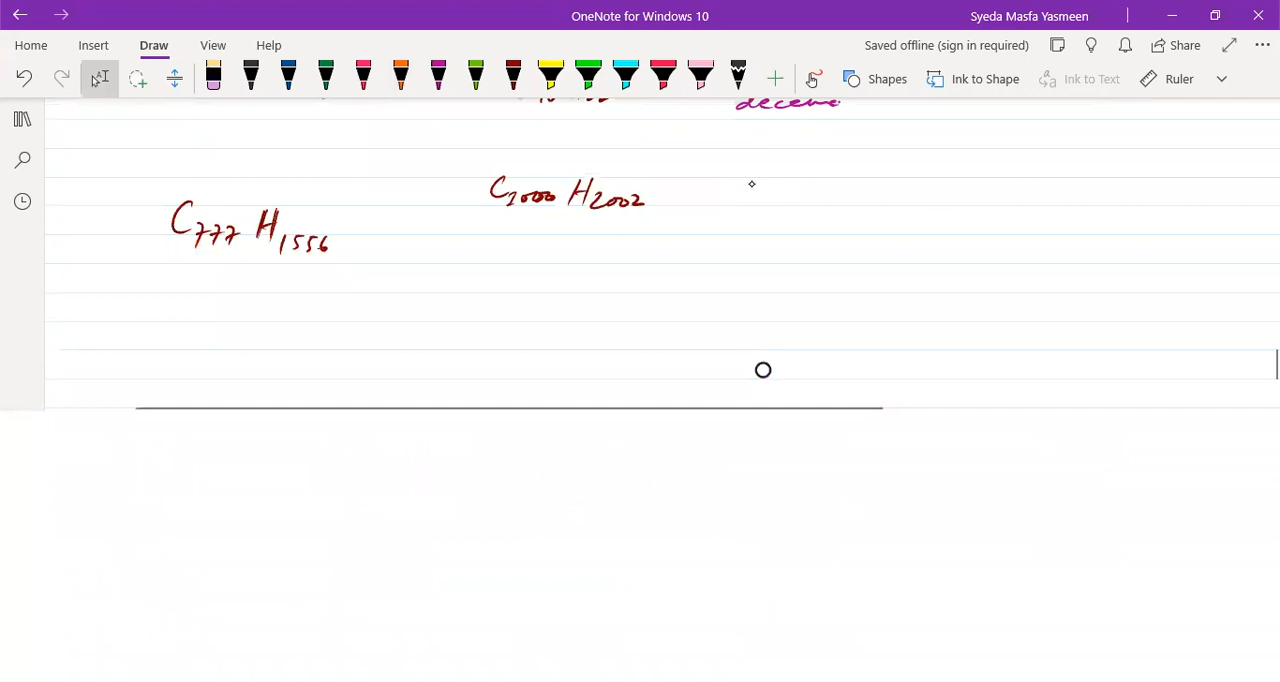 OneNote for Windows 10
Syeda Masfa Yasmeen
Home Insert Draw View Help
Saved offline (sign in required)
Share
Shapes
Ink to Shape
Ink to Text
Ruler
C1000 H2002
C777 H1556